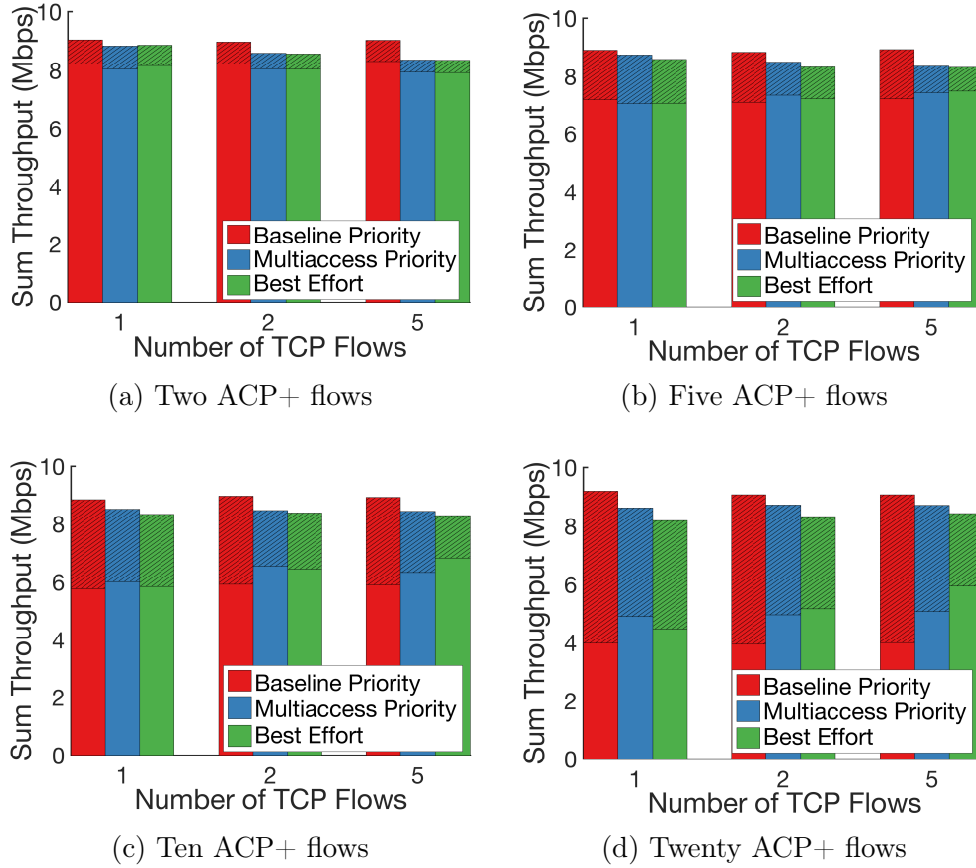 10
8
6
4
2
0
Sum Throughput (Mbps)
Baseline Priority
Multiaccess Priority
Best Effort
1 2 5
Number of TCP Flows
(a) Two ACP+ flows
10
8
6
4
2
0
Sum Throughput (Mbps)
Baseline Priority
Multiaccess Priority
Best Effort
1 2 5
Number of TCP Flows
(b) Five ACP+ flows
10
8
6
4
2
0
Sum Throughput (Mbps)
Baseline Priority
Multiaccess Priority
Best Effort
1 2 5
Number of TCP Flows
(c) Ten ACP+ flows
10
8
6
4
2
0
Sum Throughput (Mbps)
Baseline Priority
Multiaccess Priority
Best Effort
1 2 5
Number of TCP Flows
(d) Twenty ACP+ flows